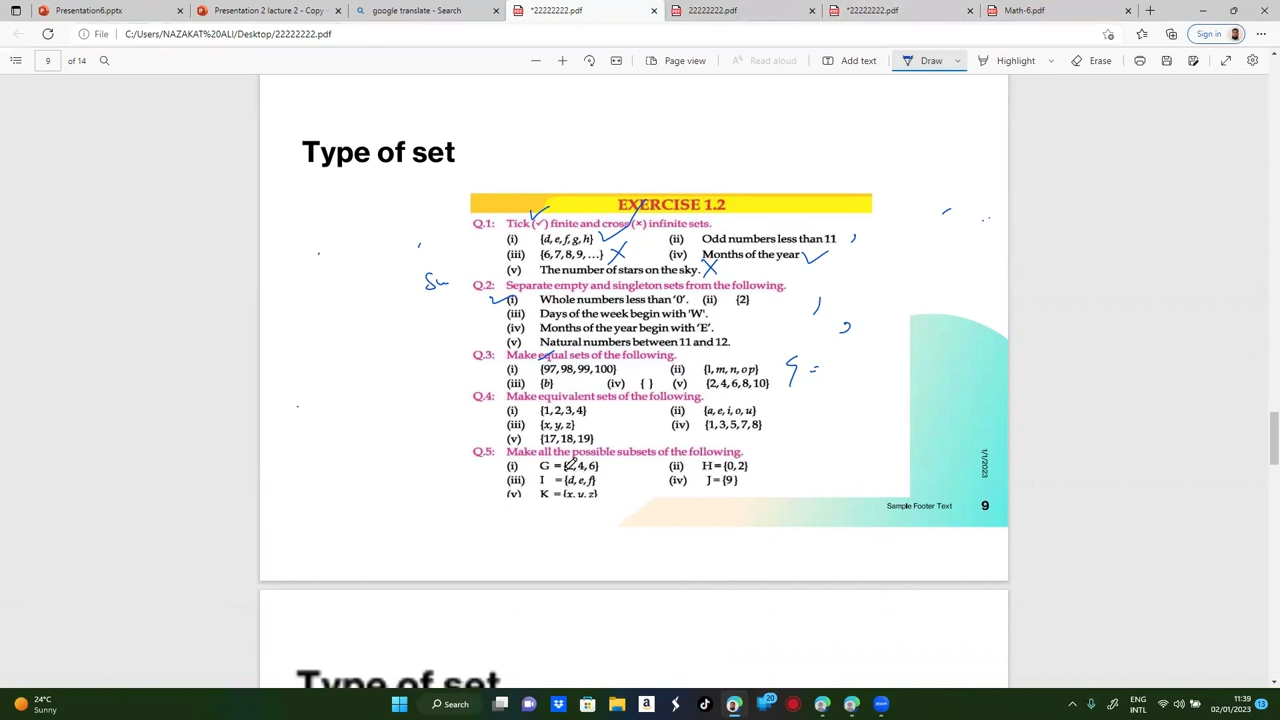 Presentation6.pptx
Presentation 2 lecture 2 - Copy
google translate - Search
*22222222.pdf
22222222.pdf
*22222222.pdf
Math-6.pdf
File C:/Users/NAZAKAT%20ALI/Desktop/22222222.pdf Sign in
9 of 14 Page view Read aloud Add text Draw Highlight Erase
Type of set
EXERCISE 1.2
Q.1: Tick (✓) finite and cross (×) infinite sets.
(i) {d, e, f, g, h} (ii) Odd numbers less than 11
(iii) {6, 7, 8, 9, ...} (iv) Months of the year
(v) The number of stars on the sky.
Q.2: Separate empty and singleton sets from the following.
(i) Whole numbers less than '0'. (ii) {2}
(iii) Days of the week begin with 'W'.
(iv) Months of the year begin with 'E'.
(v) Natural numbers between 11 and 12.
Q.3: Make equal sets of the following.
(i) {97, 98, 99, 100} (ii) {l, m, n, o p}
(iii) {b} (iv) { } (v) {2, 4, 6, 8, 10}
Q.4: Make equivalent sets of the following.
(i) {1, 2, 3, 4} (ii) {a, e, i, o, u}
(iii) {x, y, z} (iv) {1, 3, 5, 7, 8}
(v) {17, 18, 19}
Q.5: Make all the possible subsets of the following.
(i) G = { , 4, 6} (ii) H = {0, 2}
(iii) I = {d, e, f} (iv) J = {9}
(v) K = {x, y, z}
1/1/2023
Sample Footer Text 9
Type of set
24°C
Sunny
Search
20
ENG
INTL
11:39
02/01/2023
13